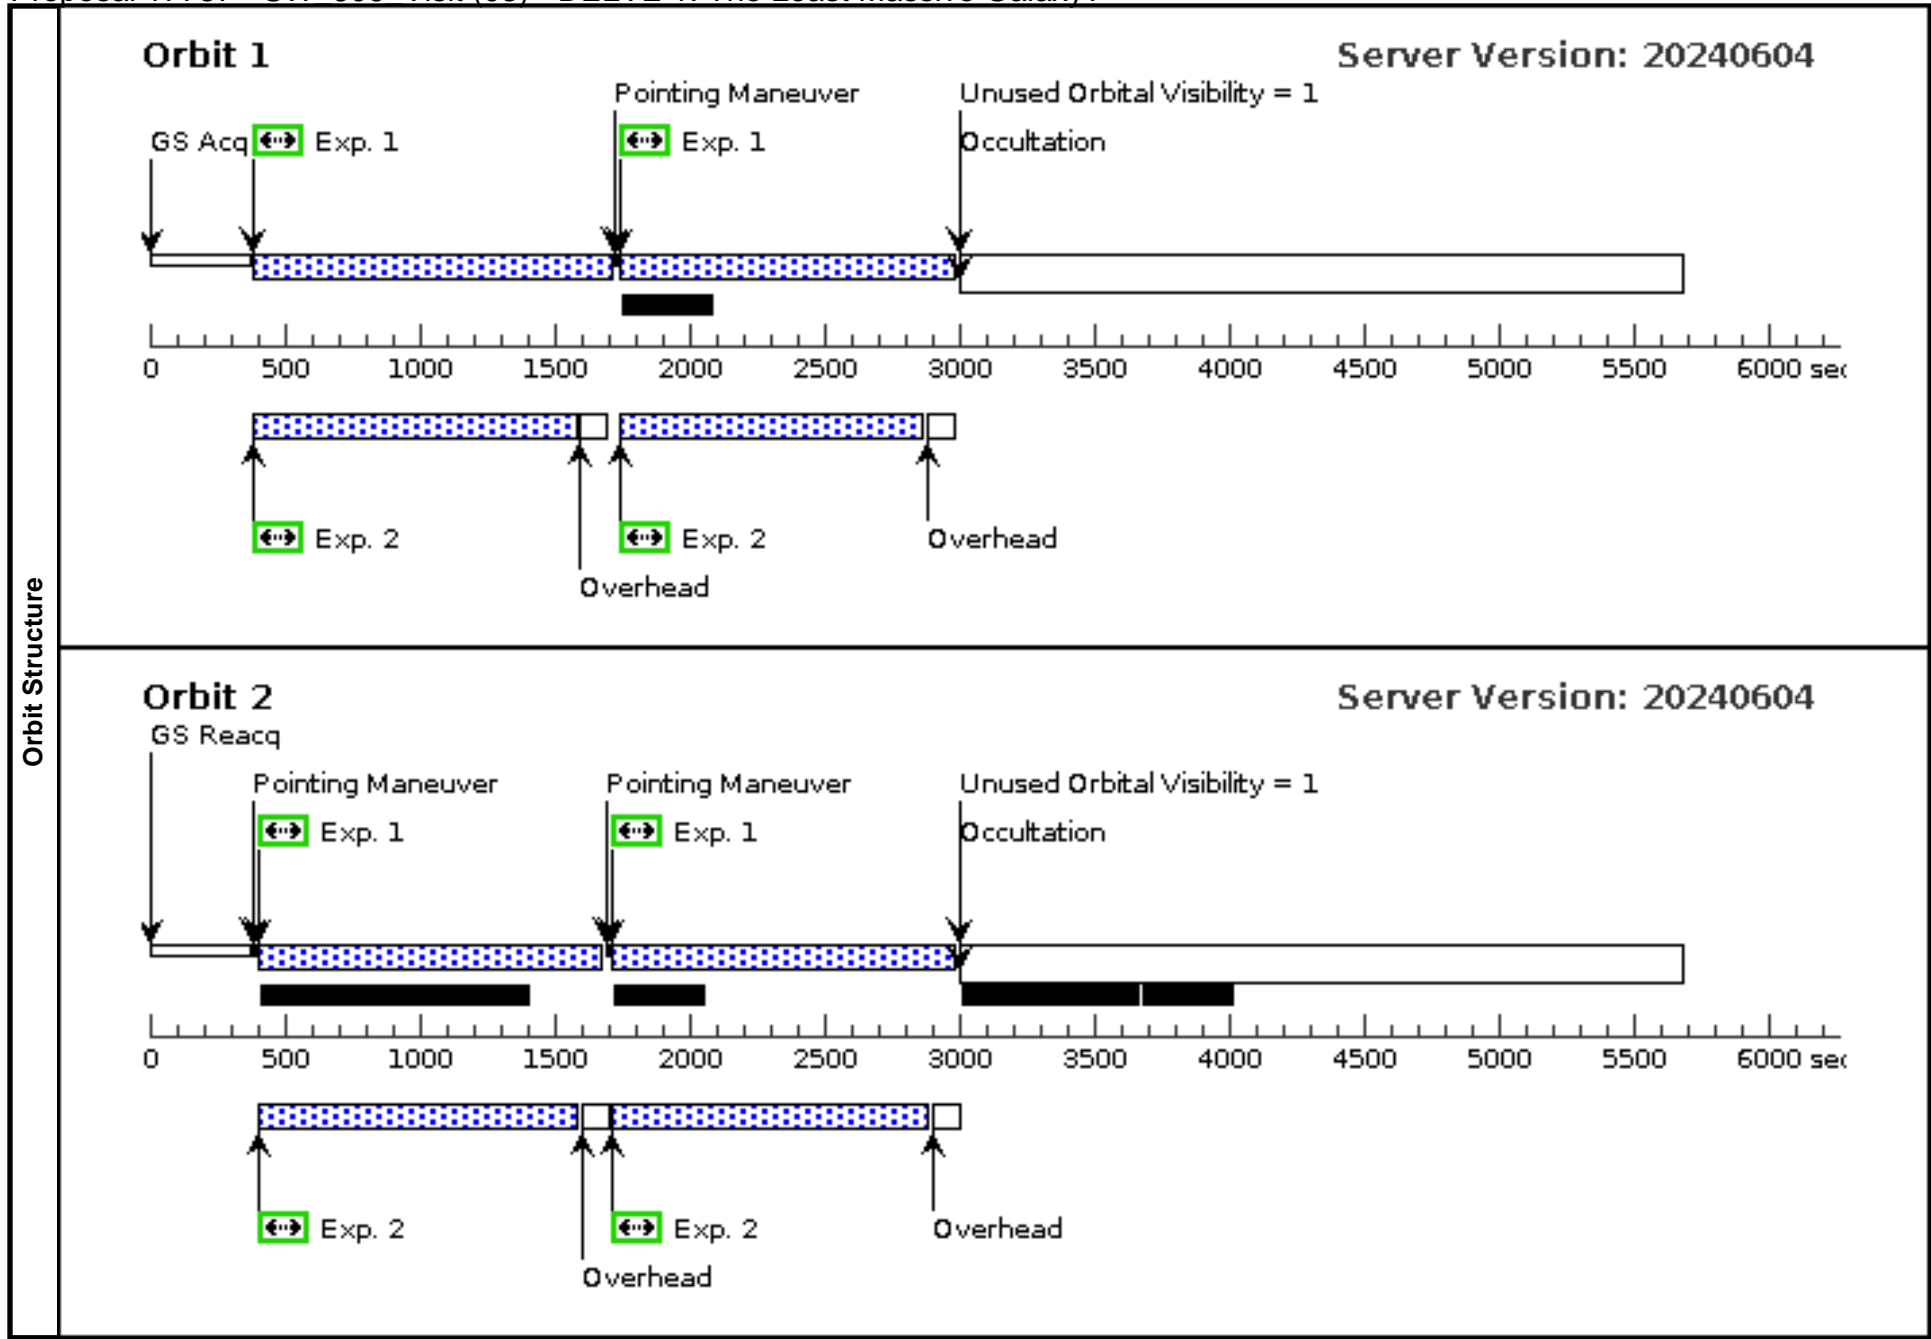 Orbit Structure
Orbit 1
Server Version: 20240604
Pointing Maneuver
Unused Orbital Visibility = 1
GS Acq
Exp. 1
Exp. 1
Occultation
0 500 1000 1500 2000 2500 3000 3500 4000 4500 5000 5500 6000
Exp. 2
Exp. 2
Overhead
Overhead
Orbit 2
Server Version: 20240604
GS Reacq
Pointing Maneuver
Pointing Maneuver
Unused Orbital Visibility = 1
Exp. 1
Exp. 1
Occultation
0 500 1000 1500 2000 2500 3000 3500 4000 4500 5000 5500 6000
Exp. 2
Exp. 2
Overhead
Overhead